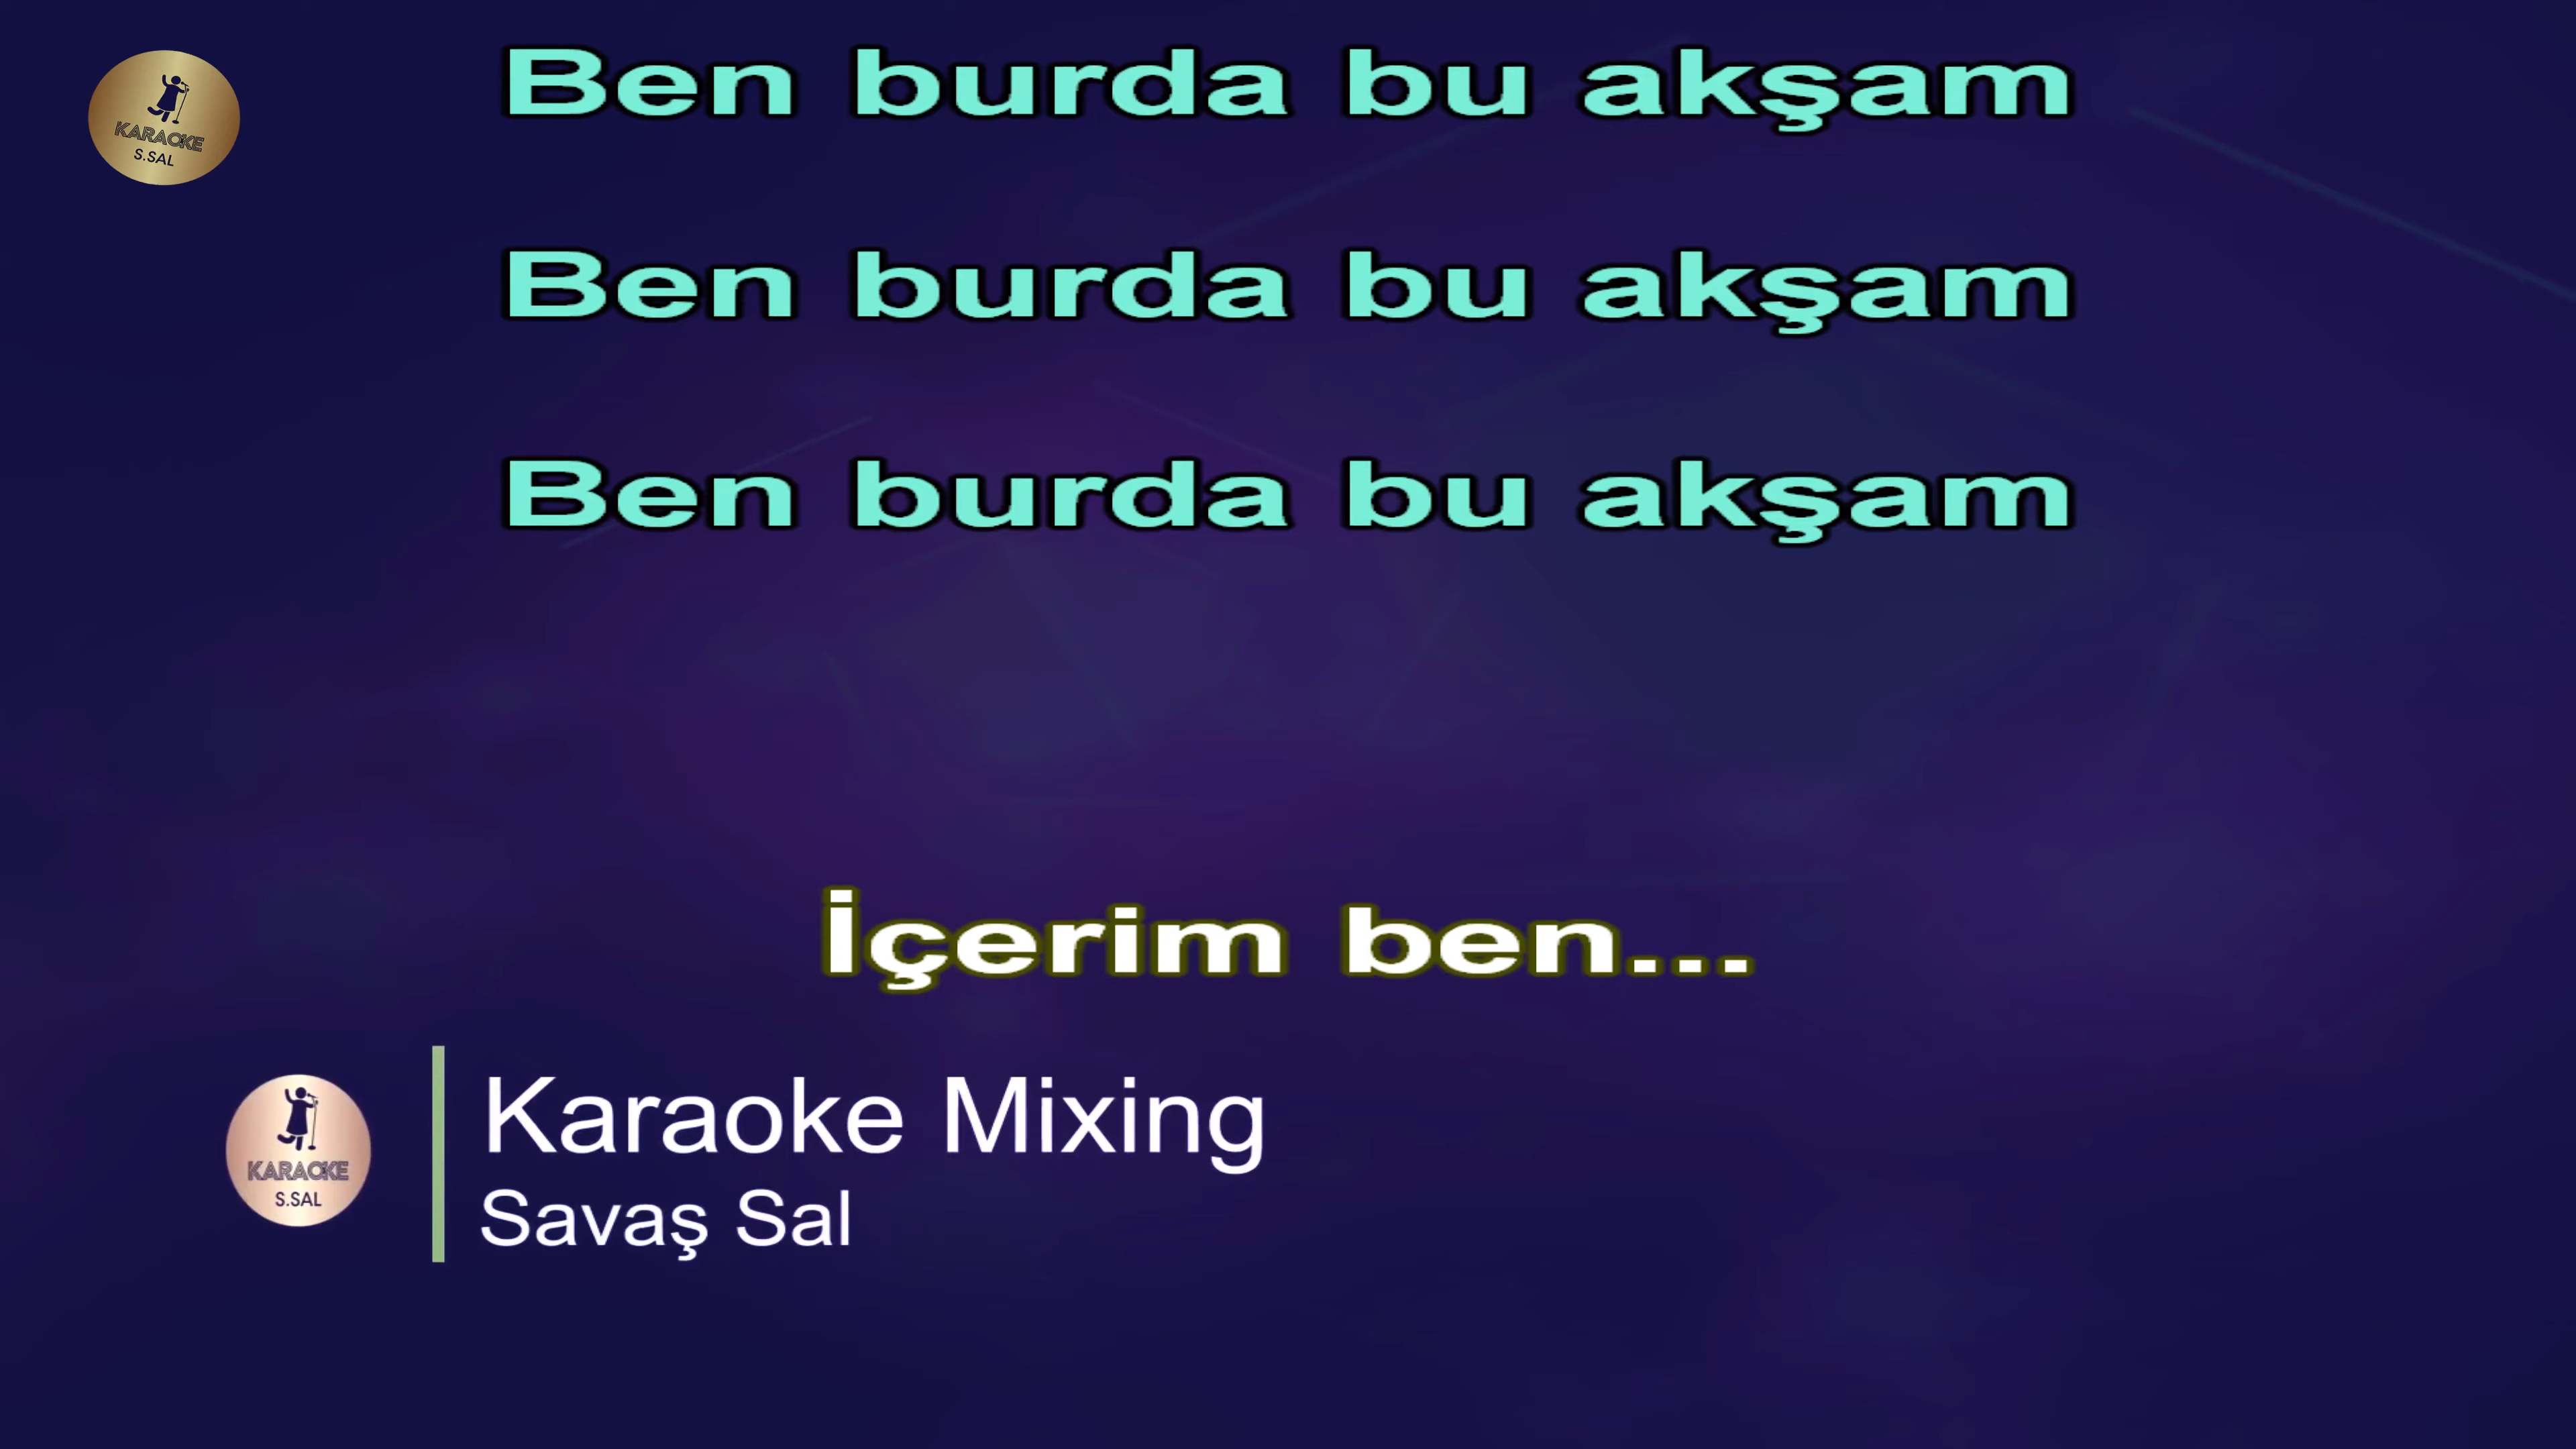 KARAOKE
S.SAL
Ben burda bu akşam
Ben burda bu akşam
Ben burda bu akşam
İçerim ben...
KARAOKE
S.SAL
Karaoke Mixing
Savaş Sal